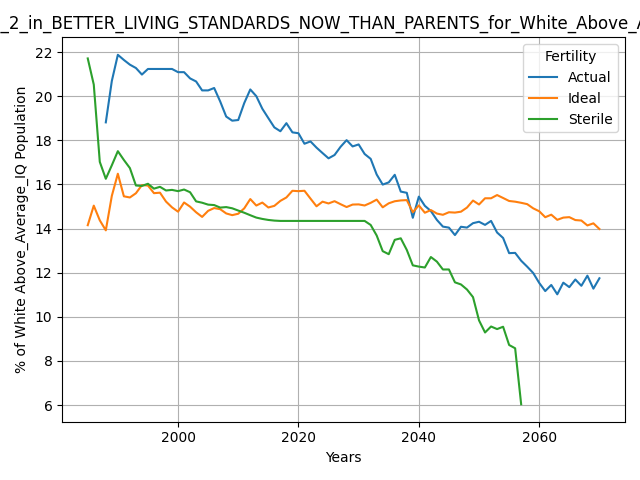 _2_in_BETTER_LIVING_STANDARDS_NOW_THAN_PARENTS_for_White_Above_A
Fertility
Actual
Ideal
Sterile
% of White Above_Average_IQ Population
22
20
18
16
14
12
10
8
6
2000 2020 2040 2060
Years